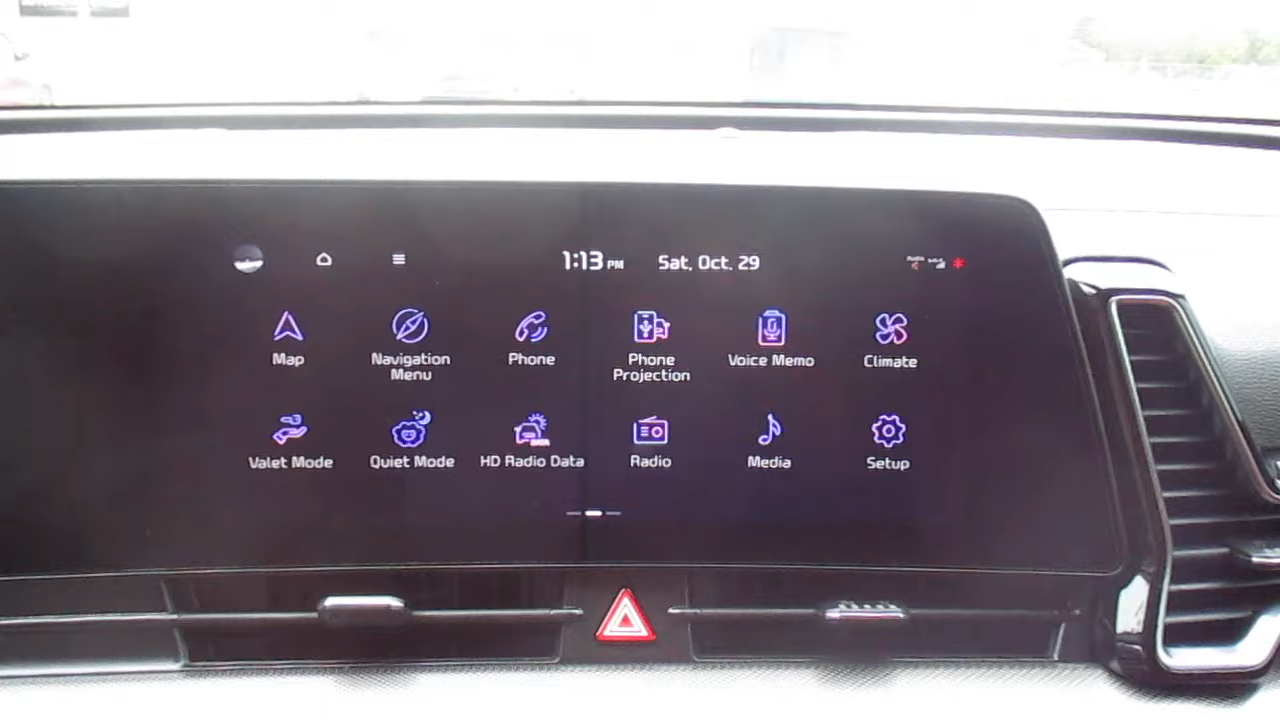 1:13 PM Sat, Oct. 29
Map
Navigation
Menu
Phone
Phone
Projection
Voice Memo
Climate
Valet Mode
Quiet Mode
HD Radio Data
DATA
Radio
Media
Setup